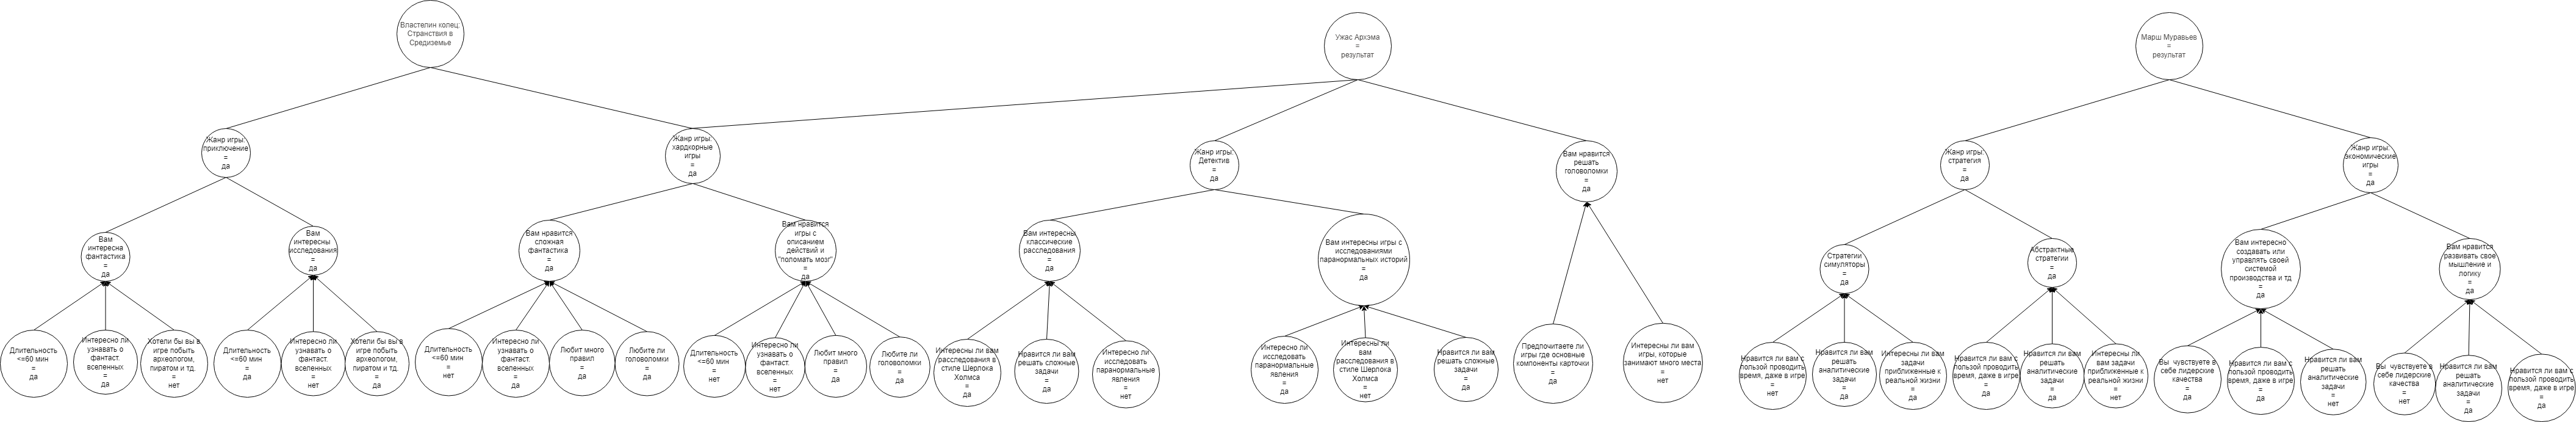 Властелин колец:
Странствия в
Средиземье
Ужас Архэма
=
результат
Марш Муравьев
=
результат
Жанр игры:
приключение
=
да
Жанр игры:
хардкорные
игры
=
да
Жанр игры:
Детектив
=
да
Вам нравится
решать
головоломки
=
да
Жанр игры:
стратегия
=
да
Жанр игры:
экономические
игры
=
да
Вам
интересна
фантастика
=
да
Вам
интересны
исследования
=
да
Вам нравится
сложная
фантастика
=
да
Вам нравится
игры с
описанием
действий и
"поломать мозг"
=
да
Вам интересны
классические
расследования
=
да
Вам интересны игры с
исследованиями
паранормальных историй
=
да
Стратегии
симуляторы
=
да
Абстрактные
стратегии
=
да
Вам интересно
создавать или
управлять своей
системой
производства и тд
=
да
Вам нравится
развивать свое
мышление и
логику
=
да
Длительность
<=60 мин
=
да
Интересно ли
узнавать о
фантаст.
вселенных
=
да
Хотели бы вы в
игре побыть
археологом,
пиратом и тд.
=
нет
Длительность
<=60 мин
=
да
Интересно ли
узнавать о
фантаст.
вселенных
=
нет
Хотели бы вы в
игре побыть
археологом,
пиратом и тд.
=
да
Длительность
<=60 мин
=
нет
Интересно ли
узнавать о
фантаст.
вселенных
=
да
Любит много
правил
=
да
Любите ли
головоломки
=
да
Длительность
<=60 мин
=
нет
Интересно ли
узнавать о
фантаст.
вселенных
=
нет
Любит много
правил
=
да
Любите ли
головоломки
=
да
Интересны ли вам
расследования в
стиле Шерлока
Холмса
=
да
Нравится ли вам
решать сложные
задачи
=
да
Интересно ли
исследовать
паранормальные
явления
=
нет
Интересно ли
исследовать
паранормальные
явления
=
да
Интересны ли
вам
расследования в
стиле Шерлока
Холмса
=
нет
Нравится ли вам
решать сложные
задачи
=
да
Предпочитаете ли
игры где основные
компоненты карточки
=
да
Интересны ли вам
игры, которые
занимают много места
=
нет
Нравится ли вам с
пользой проводить
время, даже в игре
=
нет
Нравится ли вам
решать
аналитические
задачи
=
да
Интересны ли вам
задачи
приближенные к
реальной жизни
=
да
Нравится ли вам с
пользой проводить
время, даже в игре
=
да
Нравится ли вам
решать
аналитические
задачи
=
да
Интересны ли
вам задачи
приближенные к
реальной жизни
=
нет
Вы чувствуете в
себе лидерские
качества
=
да
Нравится ли вам с
пользой проводить
время, даже в игре
=
да
Нравится ли вам
решать
аналитические
задачи
=
нет
Вы чувствуете в
себе лидерские
качества
=
нет
Нравится ли вам
решать
аналитические
задачи
=
да
Нравится ли вам с
пользой проводить
время, даже в игре
=
да